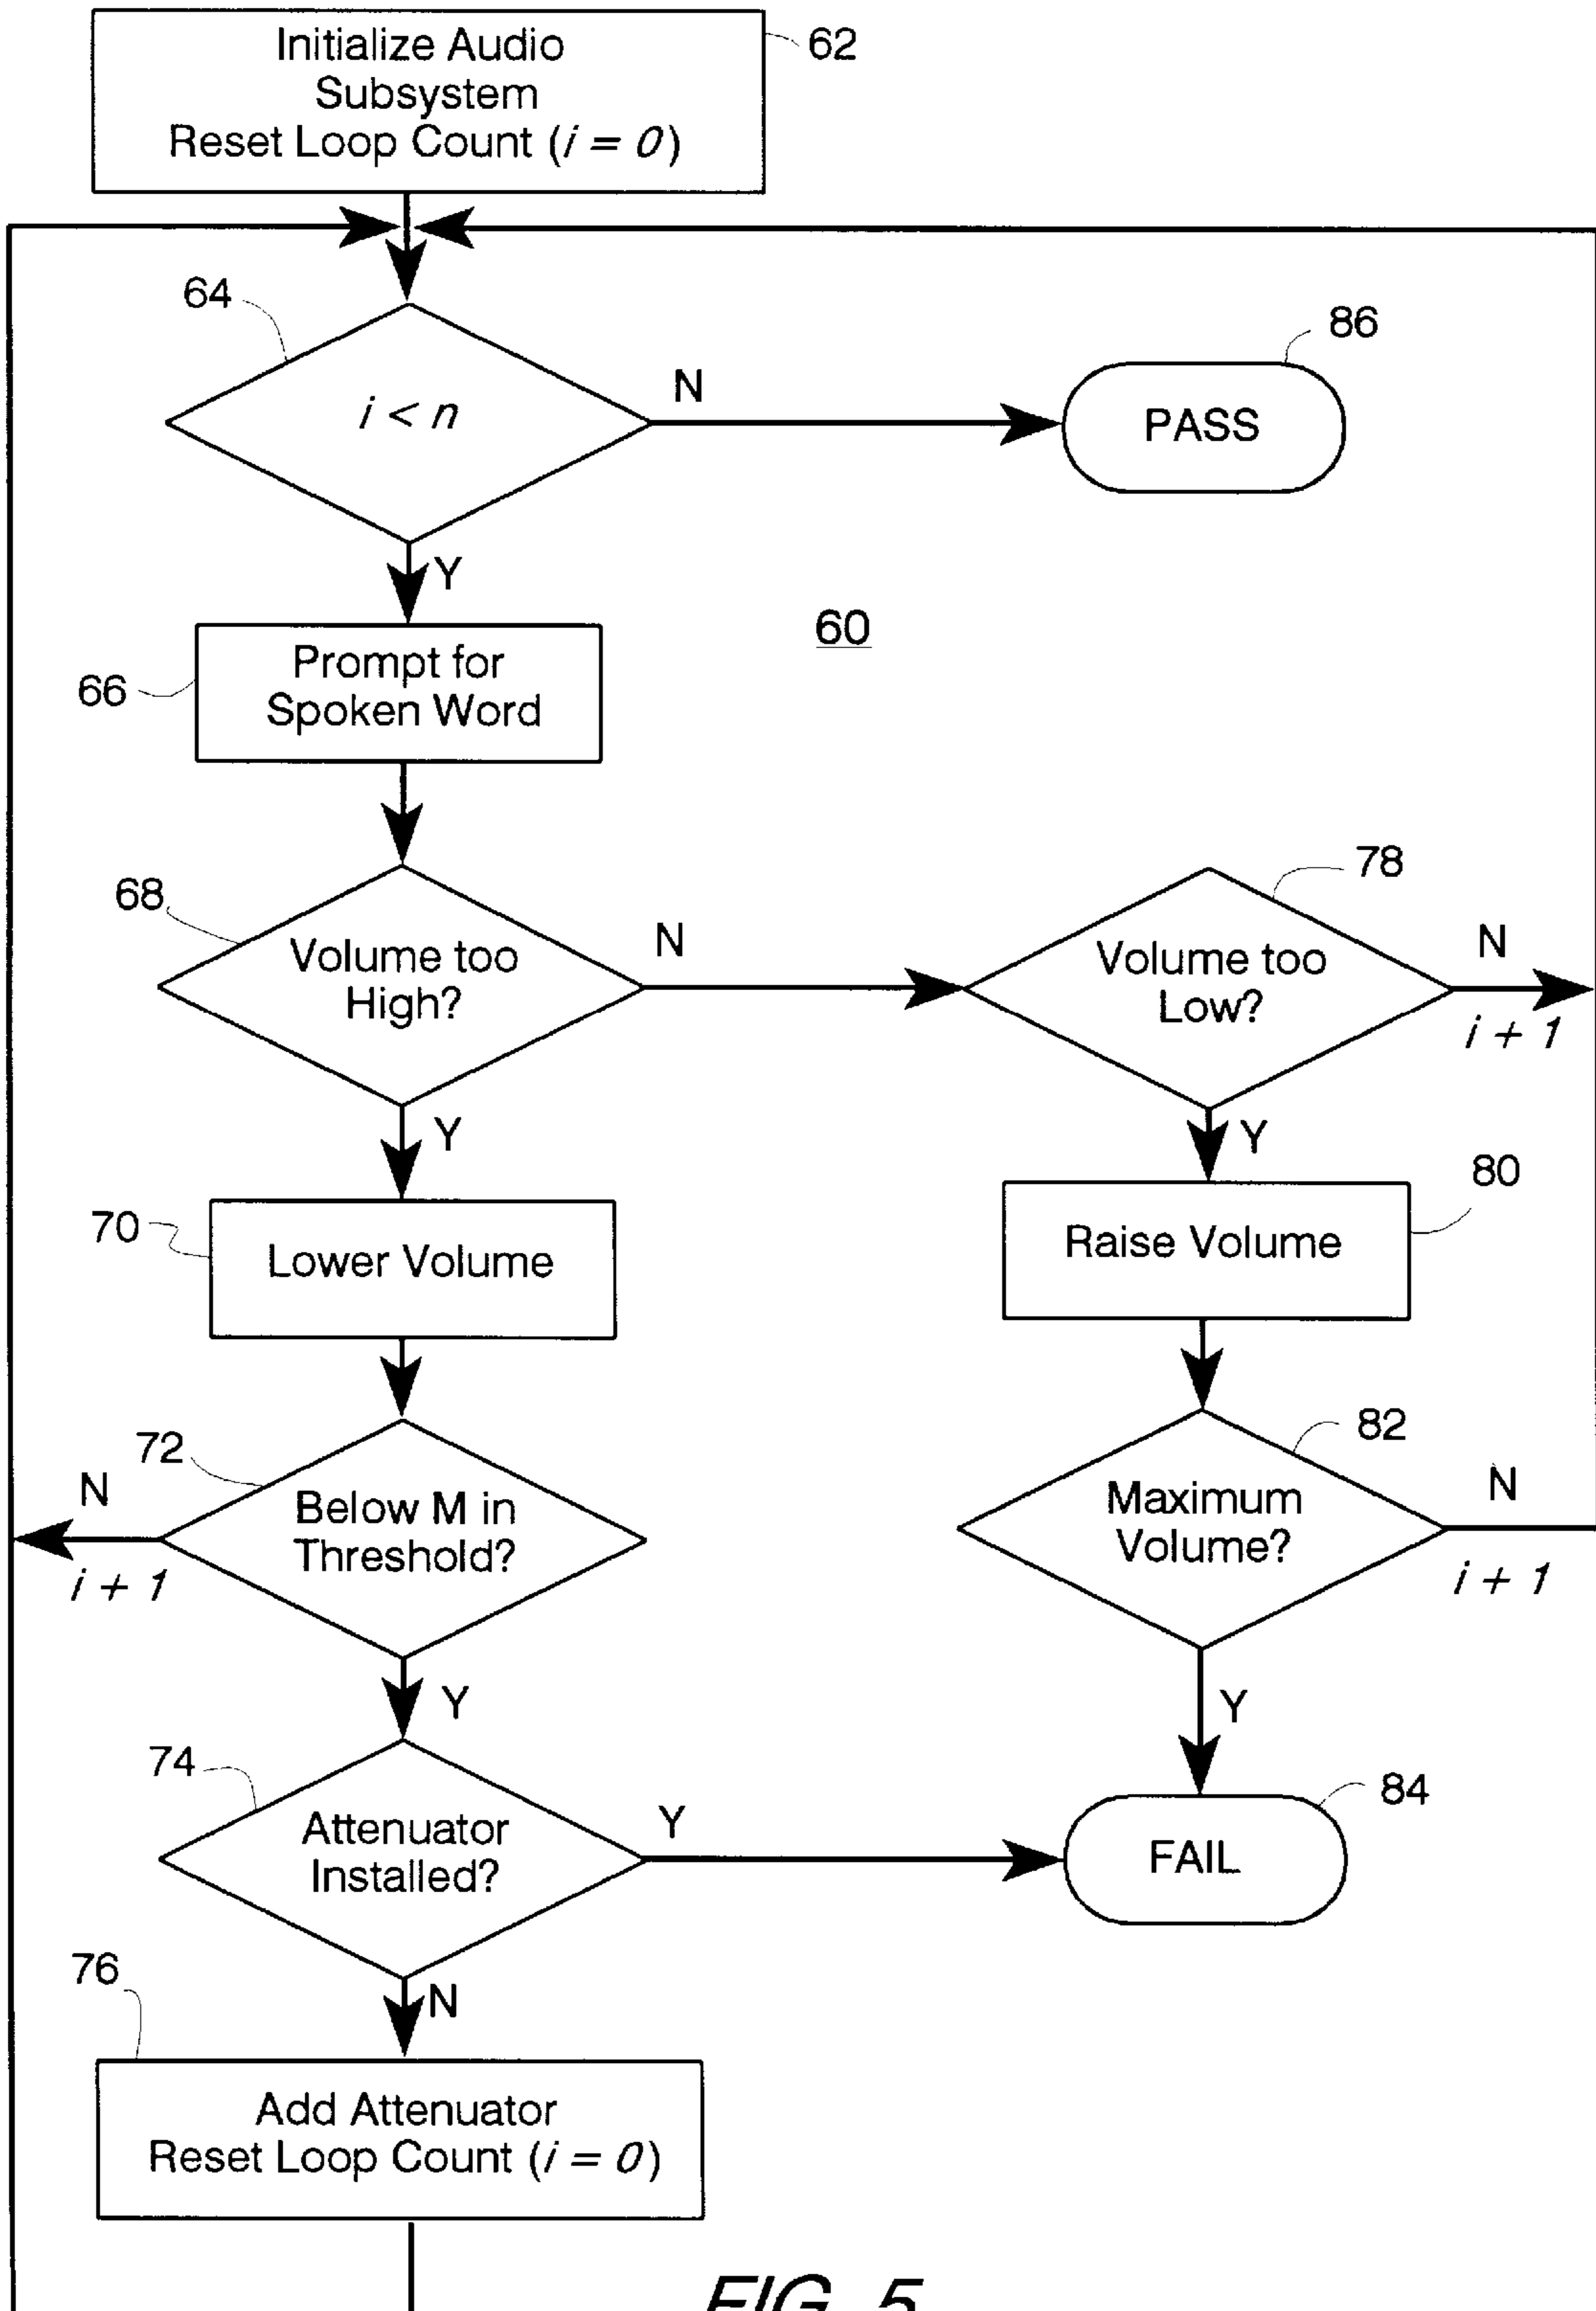 Initialize Audio
Subsystem
Reset Loop Count (i = 0)
62
64
i < n
N
86
PASS
Y
60
66
Prompt for
Spoken Word
68
Volume too
High?
N
78
Volume too
Low?
N
i + 1
Y
Y
70
Lower Volume
80
Raise Volume
72
N
i + 1
Below M in
Threshold?
82
Maximum
Volume?
N
i + 1
Y
Y
74
Attenuator
Installed?
Y
84
FAIL
N
76
Add Attenuator
Reset Loop Count (i = 0)
FIG. 5